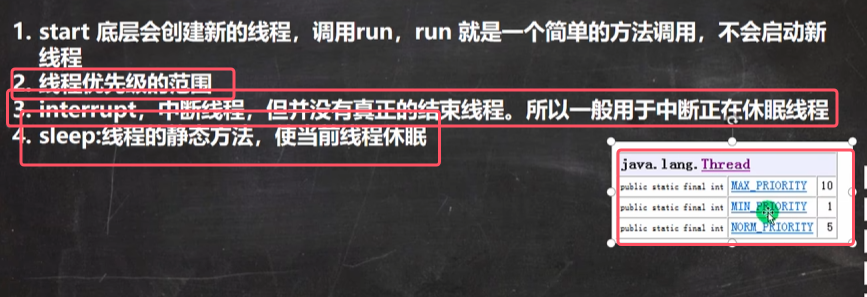 1. start 底层会创建新的线程，调用run，run 就是一个简单的方法调用，不会启动新
线程
2. 线程优先级的范围
3. interrupt，中断线程，但并没有真正的结束线程。所以一般用于中断正在休眠线程
4. sleep:线程的静态方法，使当前线程休眠
java.lang.Thread
public static final int MAX_PRIORITY 10
public static final int MIN_PRIORITY 1
public static final int NORM_PRIORITY 5